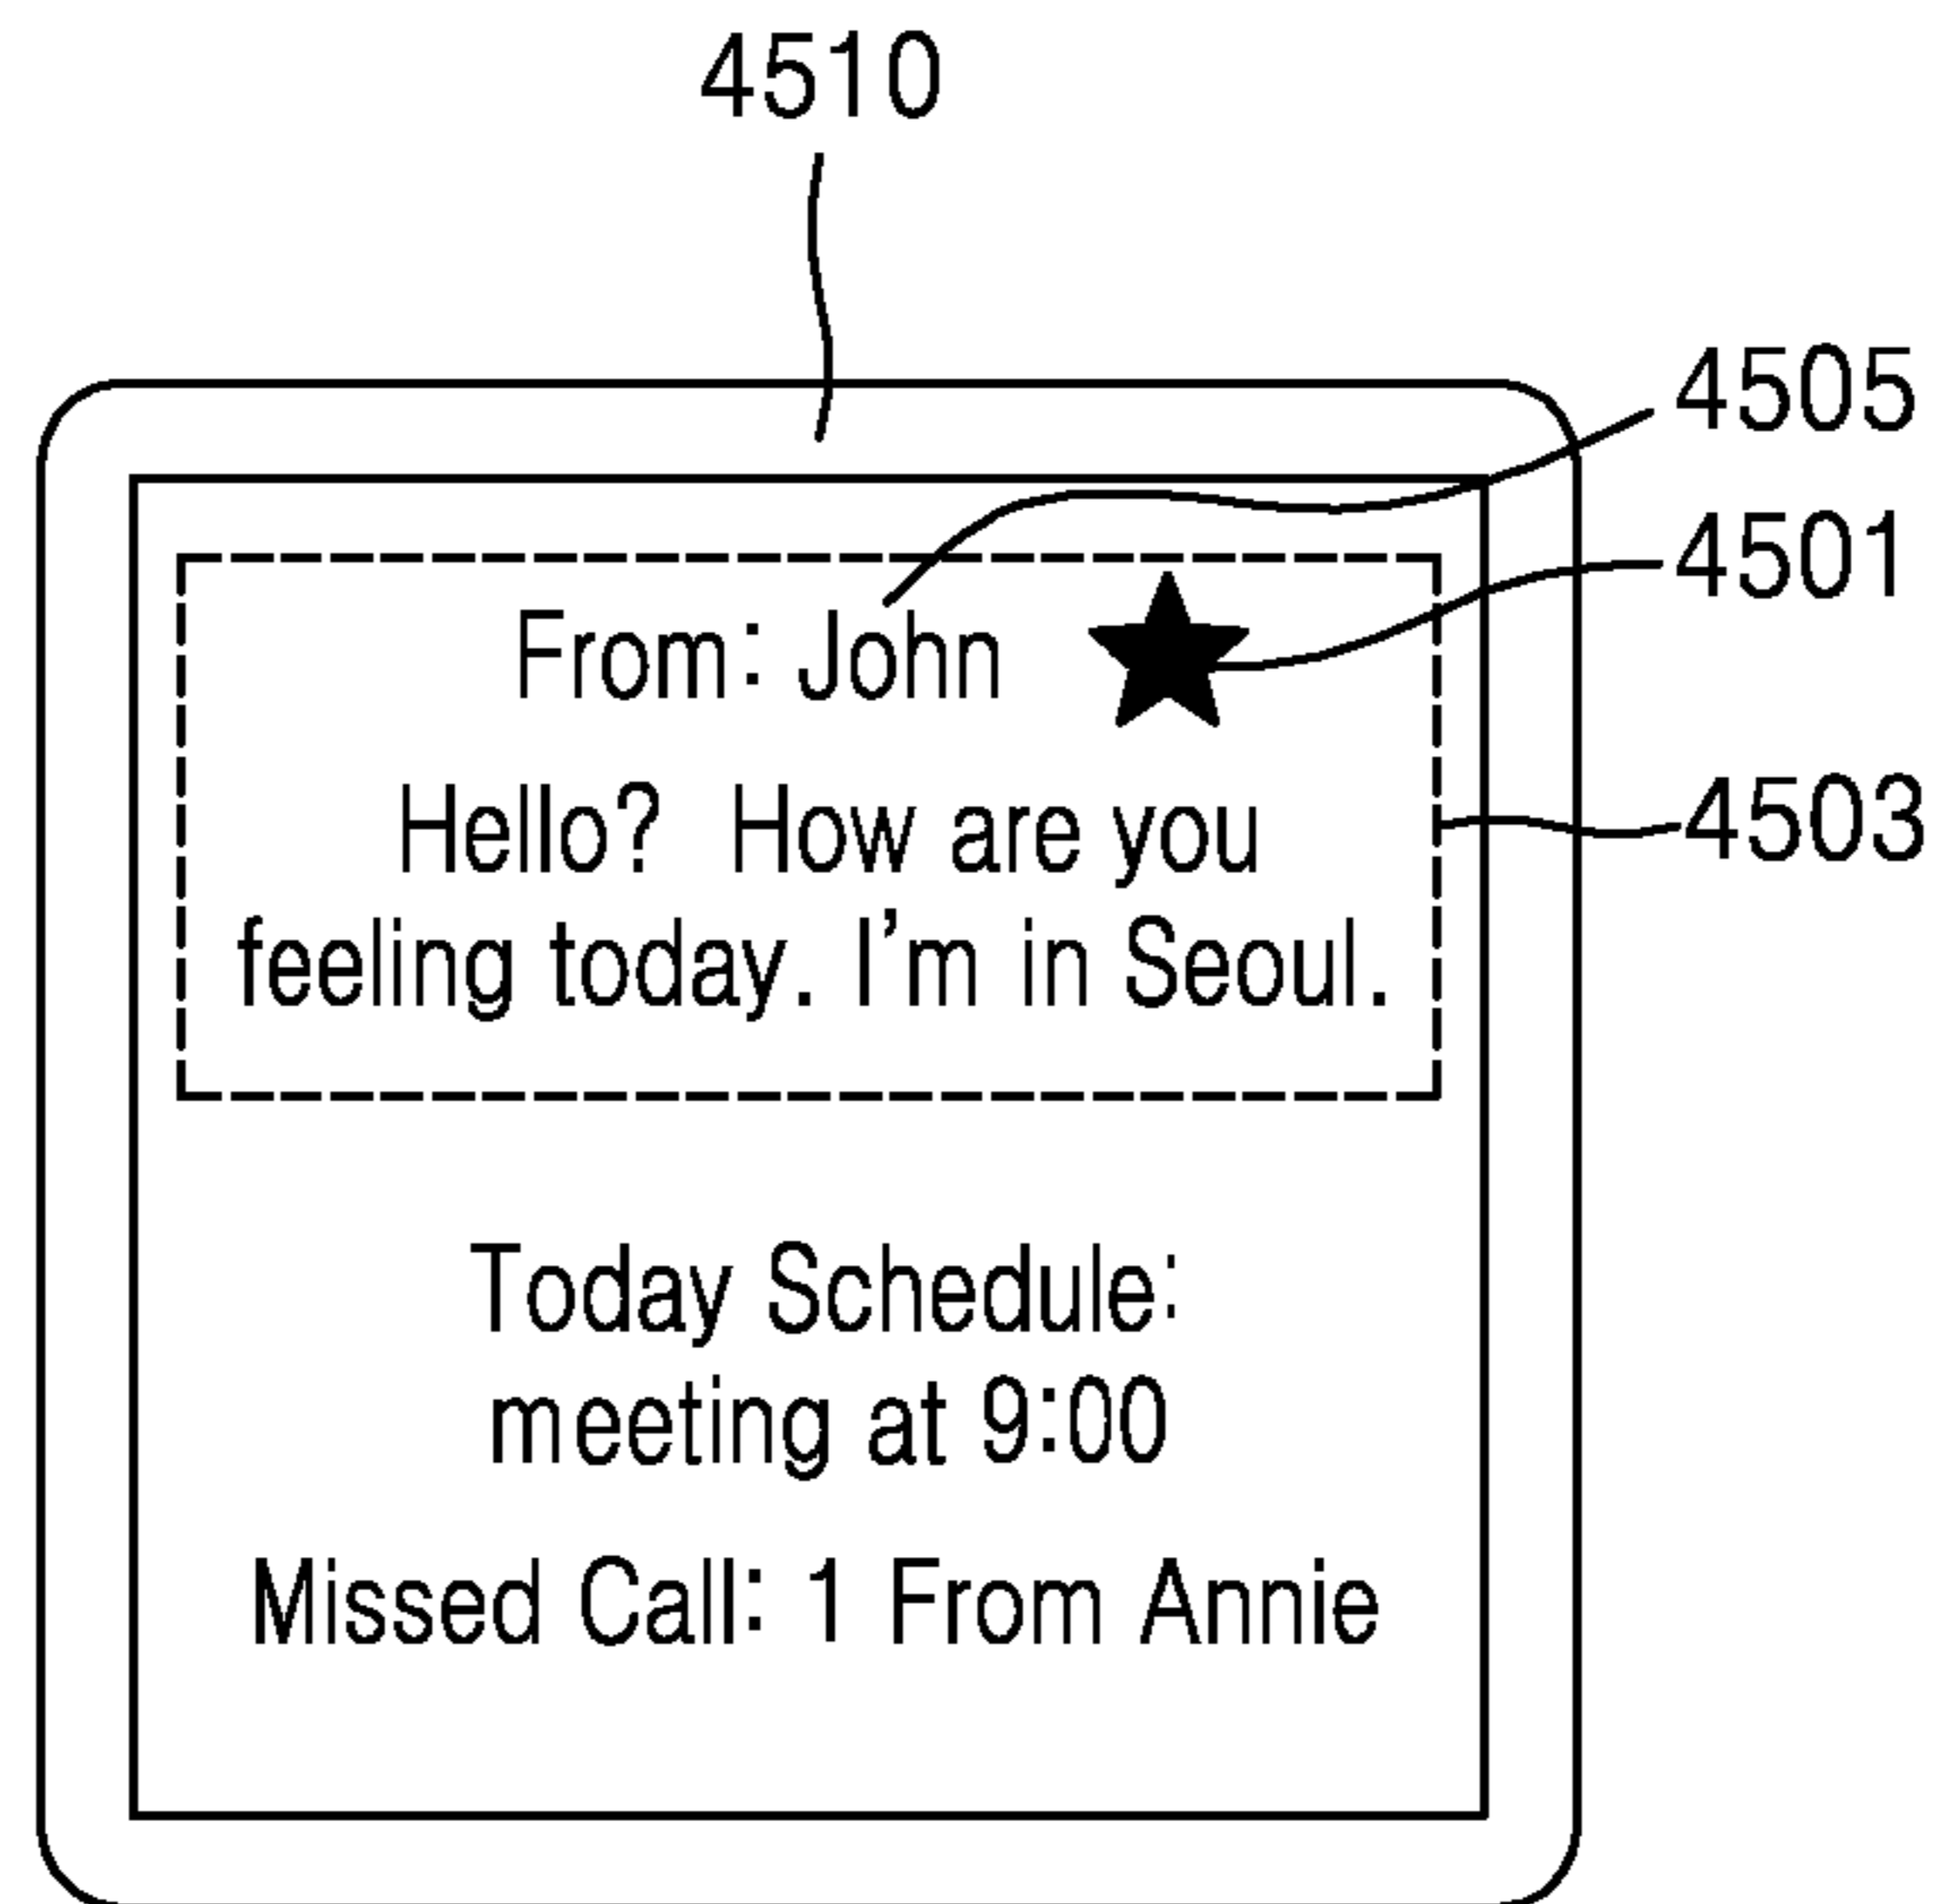 4510
4505
4501
From: John
4503
Hello? How are you
feeling today. I'm in Seoul.
Today Schedule:
meeting at 9:00
Missed Call: 1 From Annie